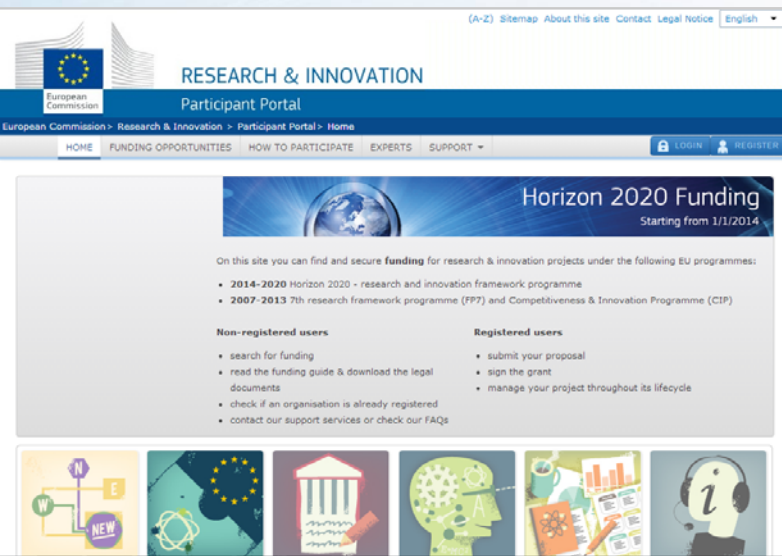 (A-Z) Sitemap About this site Contact Legal Notice English
European
Commission
RESEARCH & INNOVATION
Participant Portal
European Commission> Research & Innovation > Participant Portal> Home
HOME FUNDING OPPORTUNITIES HOW TO PARTICIPATE EXPERTS SUPPORT
LOGIN REGISTER
Horizon 2020 Funding
Starting from 1/1/2014
On this site you can find and secure funding for research & innovation projects under the following EU programmes:
• 2014-2020 Horizon 2020 - research and innovation framework programme
• 2007-2013 7th research framework programme (FP7) and Competitiveness & Innovation Programme (CIP)
Non-registered users
• search for funding
• read the funding guide & download the legal
documents
• check if an organisation is already registered
• contact our support services or check our FAQs
Registered users
• submit your proposal
• sign the grant
• manage your project throughout its lifecycle
N
E
W
NEW
A
i